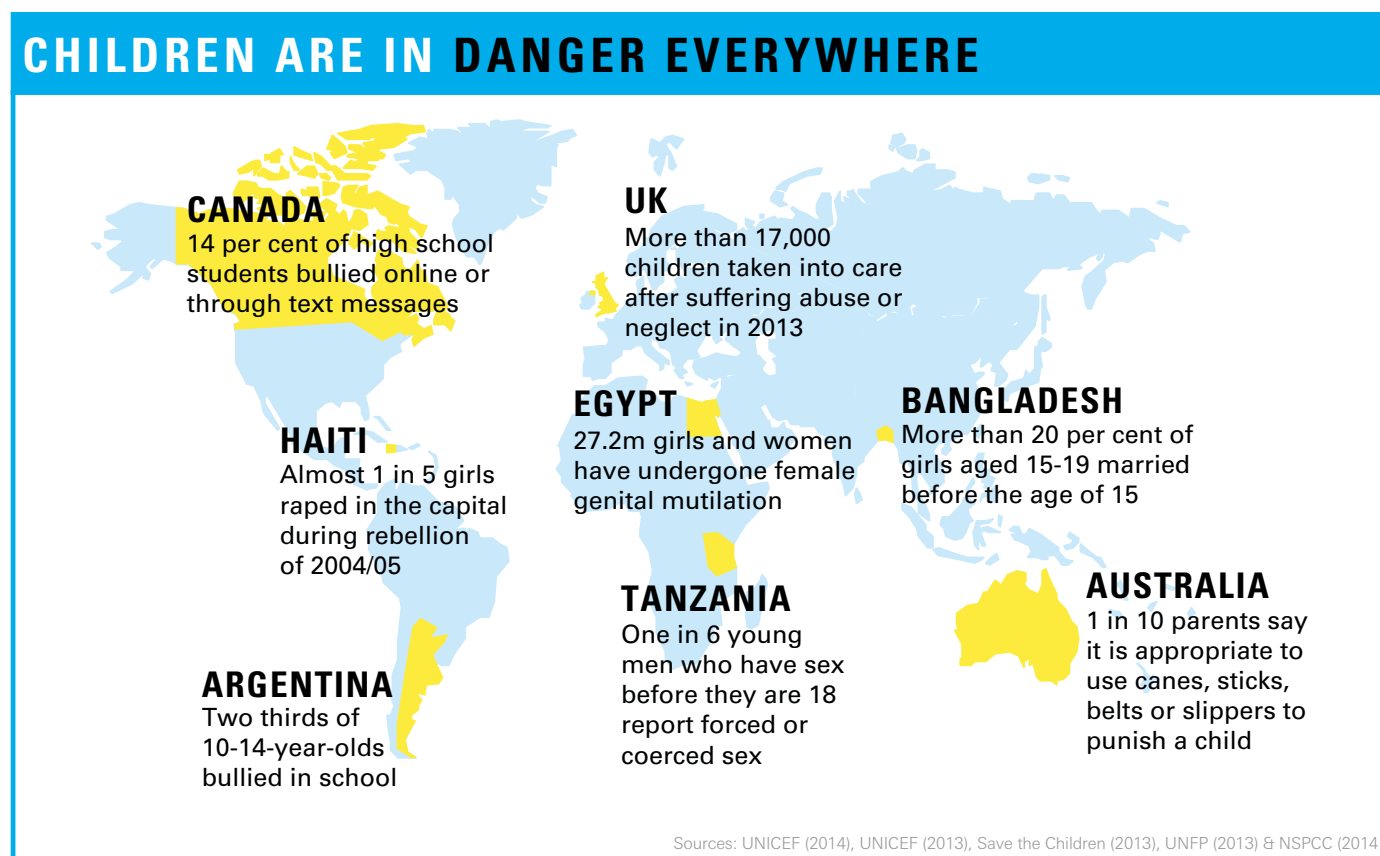 CHILDREN ARE IN DANGER EVERYWHERE
CANADA
14 per cent of high school
students bullied online or
through text messages
UK
More than 17,000
children taken into care
after suffering abuse or
neglect in 2013
HAITI
Almost 1 in 5 girls
raped in the capital
during rebellion
of 2004/05
EGYPT
27.2m girls and women
have undergone female
genital mutilation
BANGLADESH
More than 20 per cent of
girls aged 15-19 married
before the age of 15
ARGENTINA
Two thirds of
10-14-year-olds
bullied in school
TANZANIA
One in 6 young
men who have sex
before they are 18
report forced or
coerced sex
AUSTRALIA
1 in 10 parents say
it is appropriate to
use canes, sticks,
belts or slippers to
punish a child
Sources: UNICEF (2014), UNICEF (2013), Save the Children (2013), UNFP (2013) & NSPCC (2014